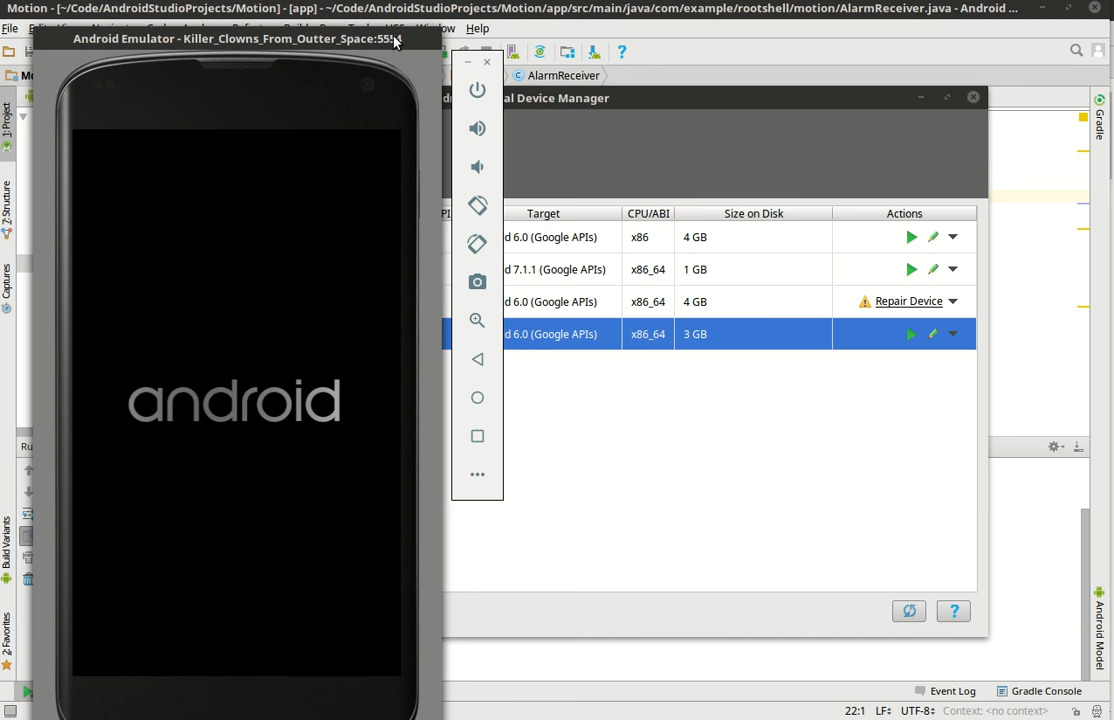 Motion - [~/Code/AndroidStudioProjects/Motion] - [app] - ~/Code/AndroidStudioProjects/Motion/app/src/main/java/com/example/rootshell/motion/AlarmReceiver.java - Android ...
File
Help
Android Emulator - Killer_Clowns_From_Outter_Space:555
AlarmReceiver
al Device Manager
PI Target CPU/ABI Size on Disk Actions
d 6.0 (Google APIs) x86 4 GB
d 7.1.1 (Google APIs) x86_64 1 GB
d 6.0 (Google APIs) x86_64 4 GB Repair Device
d 6.0 (Google APIs) x86_64 3 GB
android
1: Project
7: Structure
Captures
Build Variants
2: Favorites
Ru
Gradle
Android Model
Event Log Gradle Console
22:1 LF÷ UTF-8÷ Context: <no context>